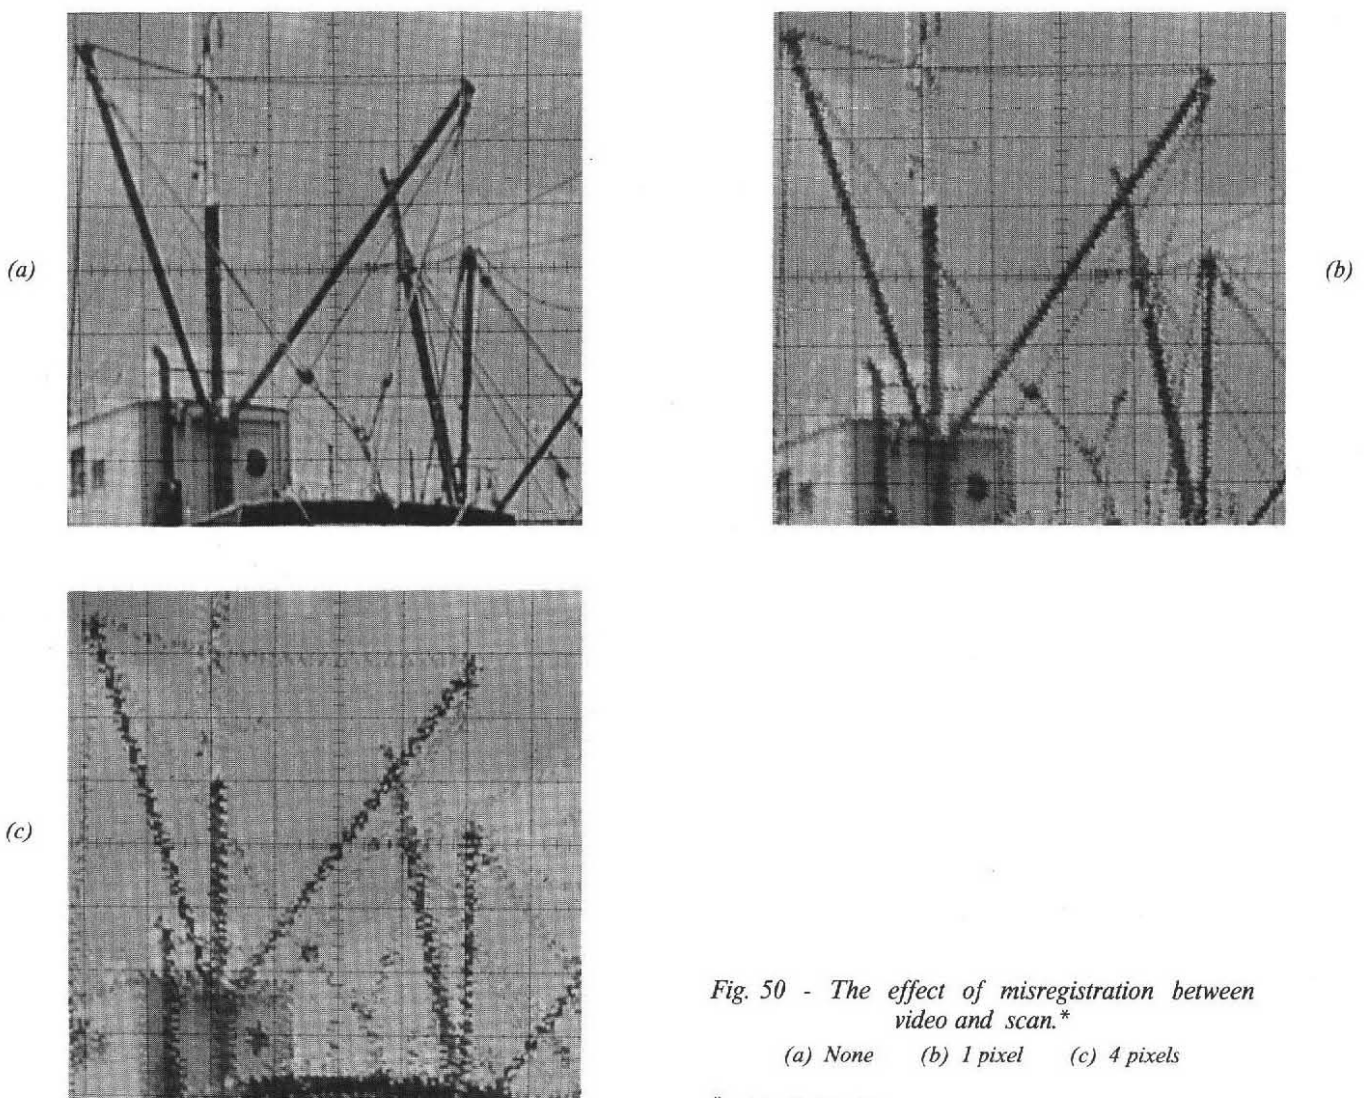 (a)
(b)
(c)
Fig. 50 - The effect of misregistration between
video and scan.*
(a) None (b) 1 pixel (c) 4 pixels
*